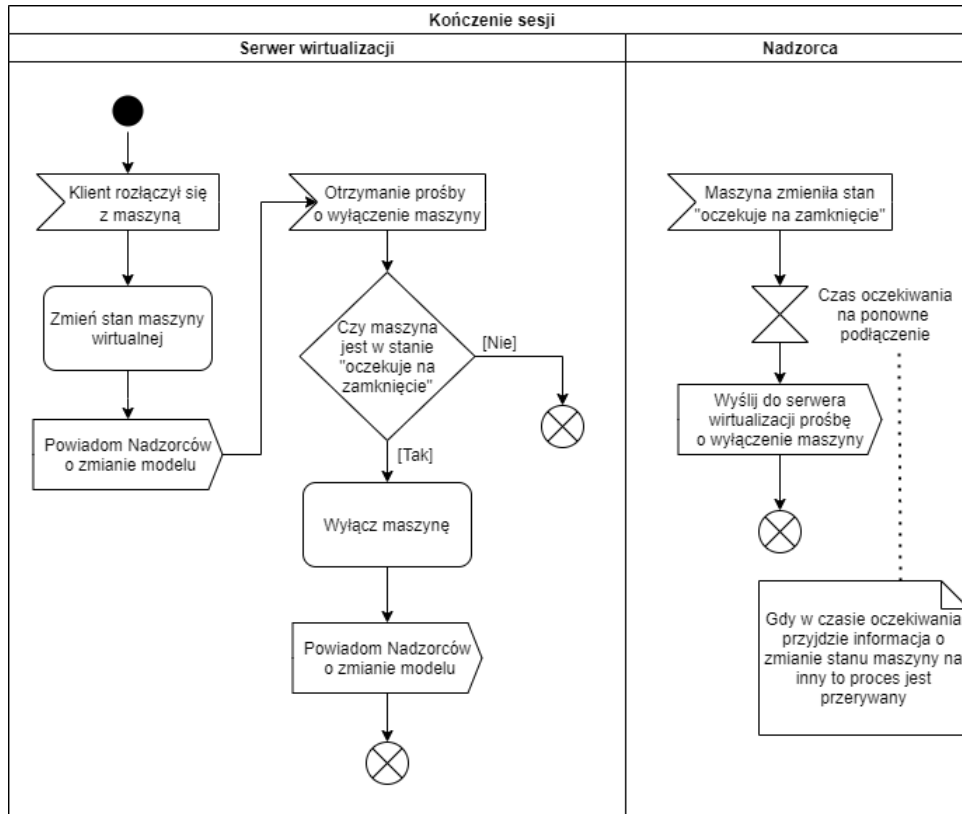 Kończenie sesji
Serwer wirtualizacji
Nadzorca
Klient rozłączył się
z maszyną
Zmień stan maszyny
wirtualnej
Powiadom Nadzorców
o zmianie modelu
Otrzymanie prośby
o wyłączenie maszyny
Czy maszyna
jest w stanie
"oczekuje na
zamknięcie"
[Nie]
[Tak]
Wyłącz maszynę
Powiadom Nadzorców
o zmianie modelu
Maszyna zmieniła stan
"oczekuje na zamknięcie"
Czas oczekiwania
na ponowne
podłączenie
Wyślij do serwera
wirtualizacji prośbę
o wyłączenie maszyny
Gdy w czasie oczekiwania
przyjdzie informacja o
zmianie stanu maszyny na
inny to proces jest
przerywany